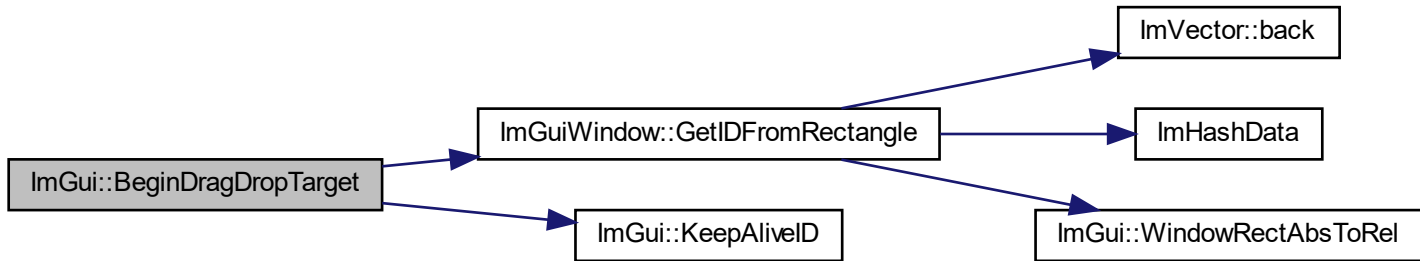 ImVector::back
ImGuiWindow::GetIDFromRectangle
ImHashData
ImGui::BeginDragDropTarget
ImGui::KeepAliveID
ImGui::WindowRectAbsToRel